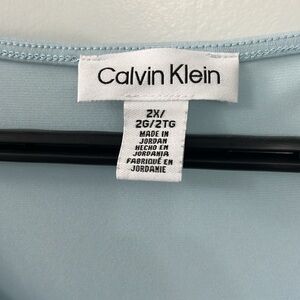 Calvin Klein
2X/
2G/2TG
MADE IN
JORDAN
HECHO EN
JORDANIA
FABRIQUÉ EN
JORDANIE